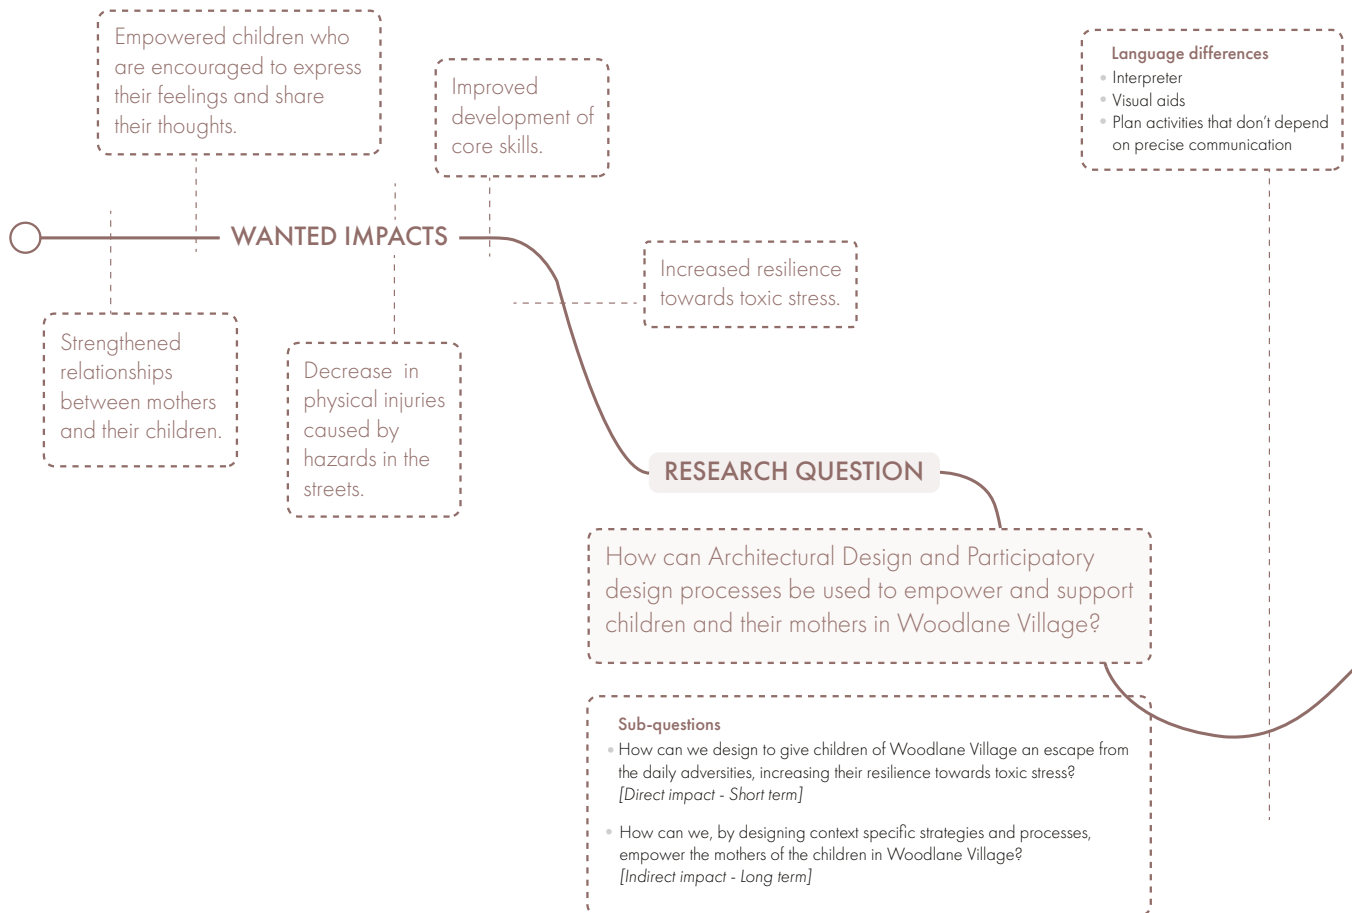 Empowered children who
are encouraged to express
their feelings and share
their thoughts.
Improved
development of
core skills.
Language differences
• Interpreter
• Visual aids
• Plan activities that don't depend
on precise communication
WANTED IMPACTS
Increased resilience
towards toxic stress.
Strengthened
relationships
between mothers
and their children.
Decrease in
physical injuries
caused by
hazards in the
streets.
RESEARCH QUESTION
How can Architectural Design and Participatory
design processes be used to empower and support
children and their mothers in Woodlane Village?
Sub-questions
• How can we design to give children of Woodlane Village an escape from
the daily adversities, increasing their resilience towards toxic stress?
[Direct impact - Short term]
• How can we, by designing context specific strategies and processes,
empower the mothers of the children in Woodlane Village?
[Indirect impact - Long term]